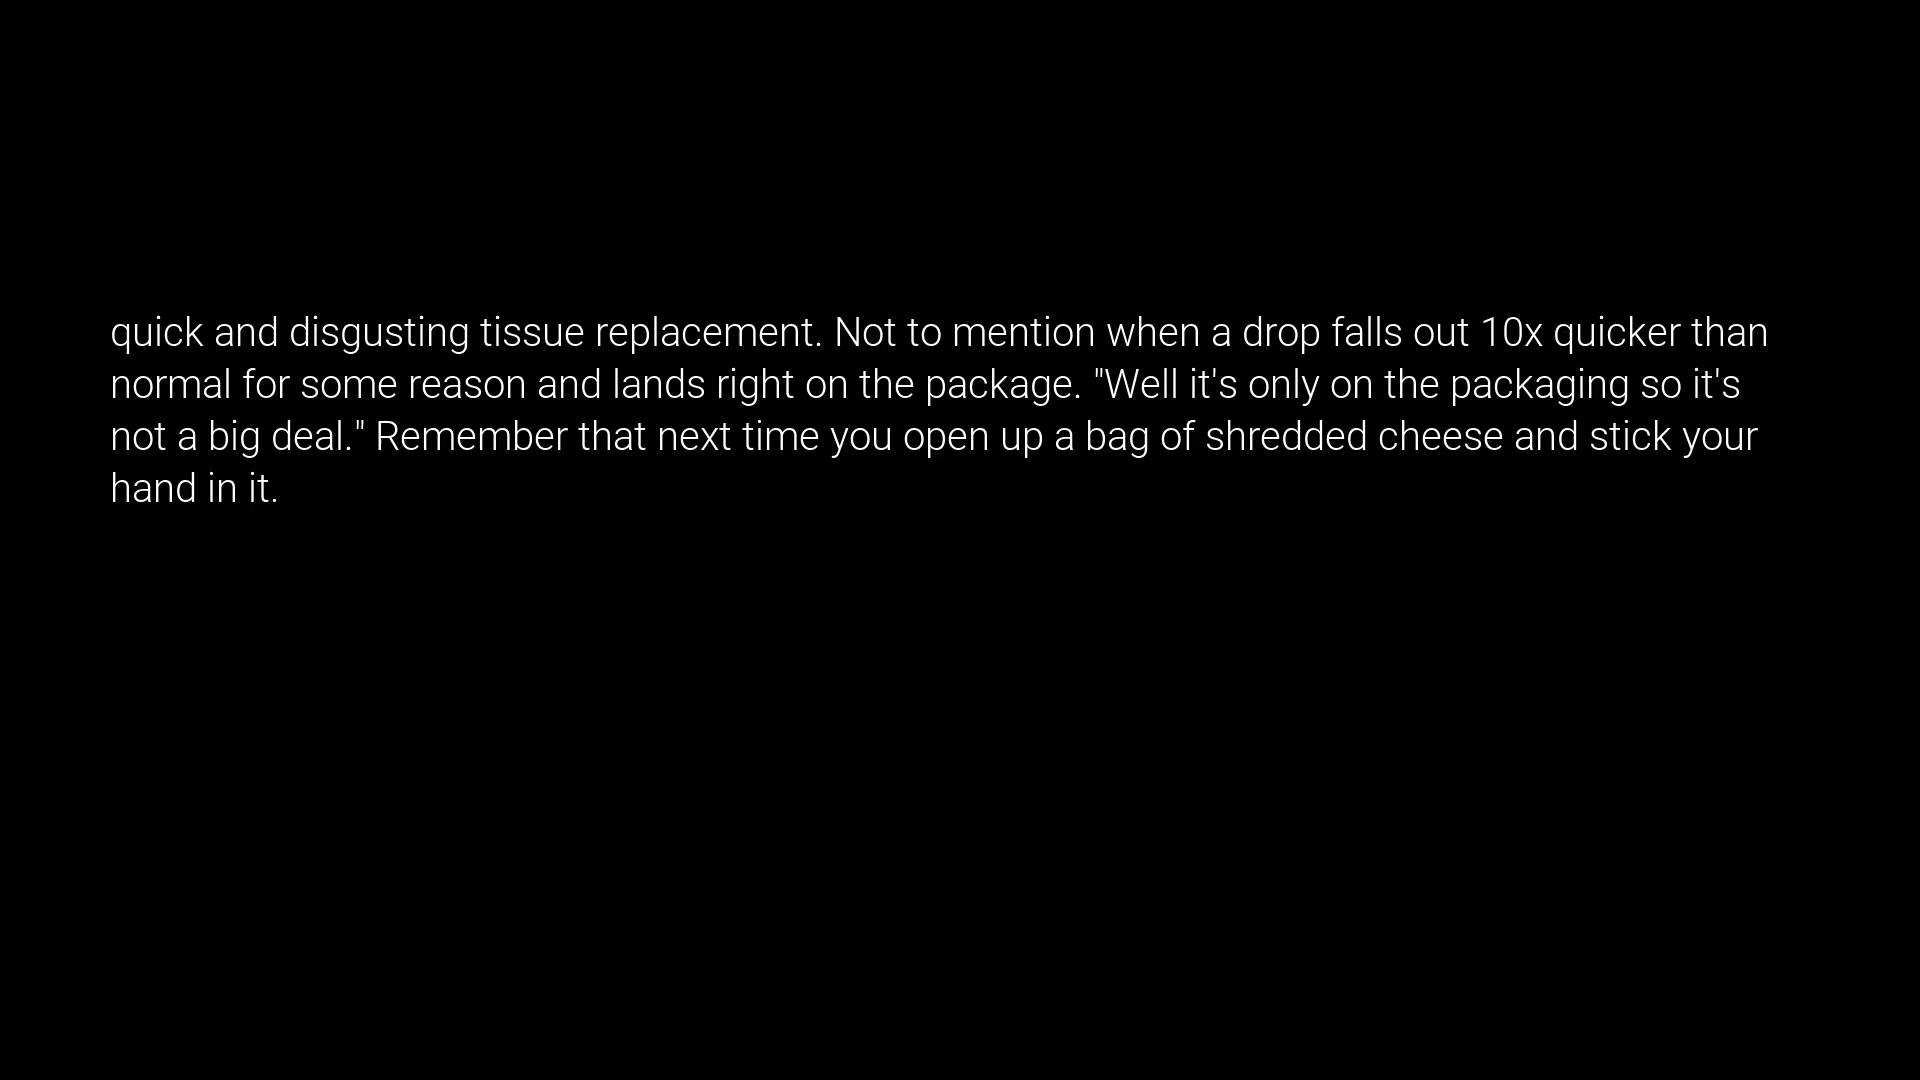 quick and disgusting tissue replacement. Not to mention when a drop falls out 10x quicker than
normal for some reason and lands right on the package. "Well it's only on the packaging so it's
not a big deal." Remember that next time you open up a bag of shredded cheese and stick your
hand in it.